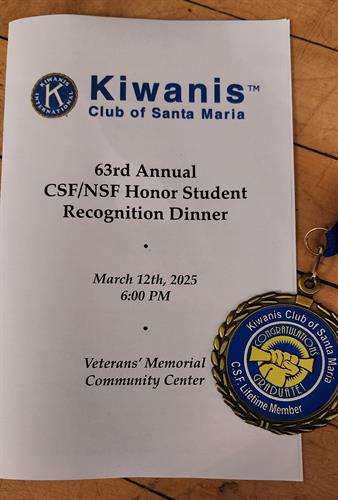 KIWANIS
INTERNATIONAL
K
Kiwanis™
Club of Santa Maria
63rd Annual
CSF/NSF Honor Student
Recognition Dinner
•
March 12th, 2025
6:00 PM
•
Veterans' Memorial
Community Center
Kiwanis Club of Santa Maria
CONGRATULATIONS
GRADUATE!
C.S.F. Lifetime Member